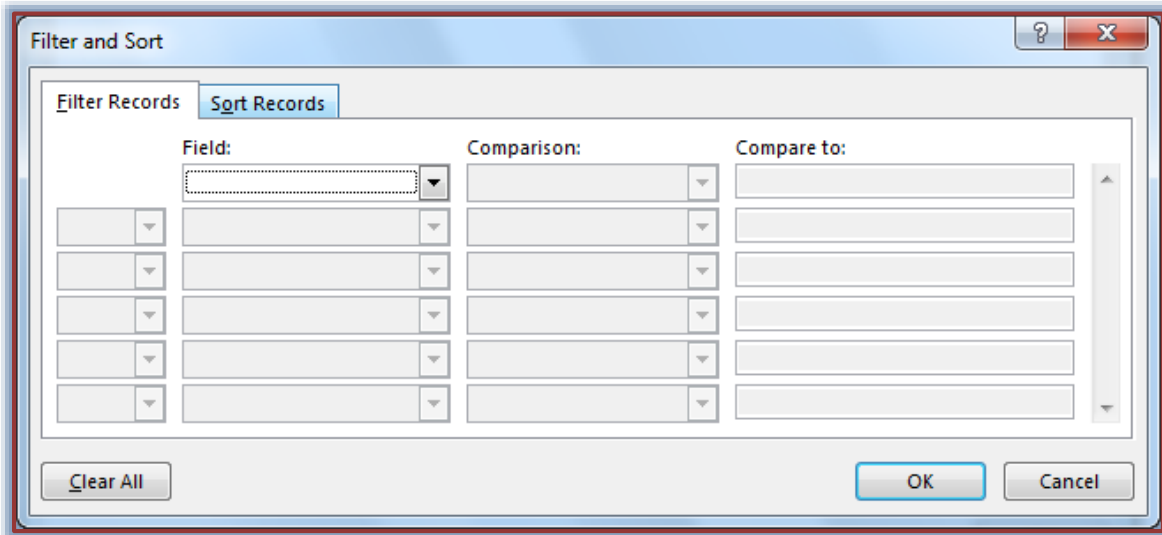 Filter and Sort
?
Filter Records Sort Records
Field: Comparison: Compare to:
Clear All OK Cancel